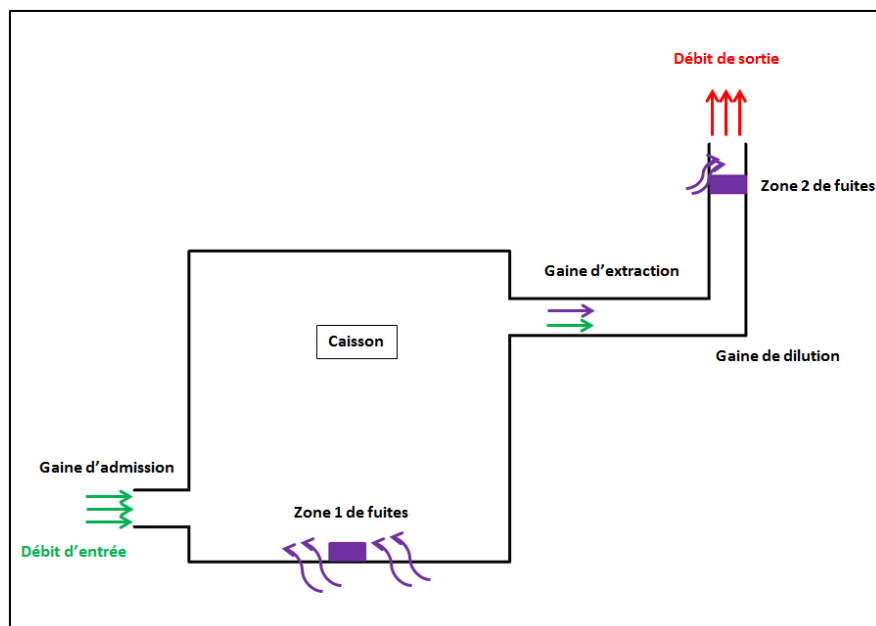 Débit de sortie
Zone 2 de fuites
Gaine d'extraction
Caisson
Gaine de dilution
Gaine d'admission
Zone 1 de fuites
Débit d'entrée